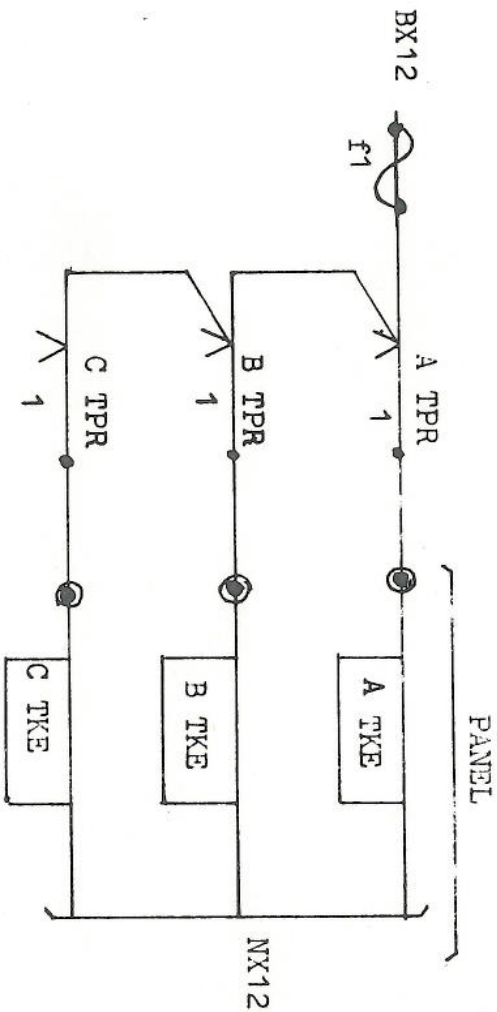 PANEL
BX12
f1
A TPR
1
A TKE
B TPR
1
B TKE
NX12
C TPR
1
C TKE